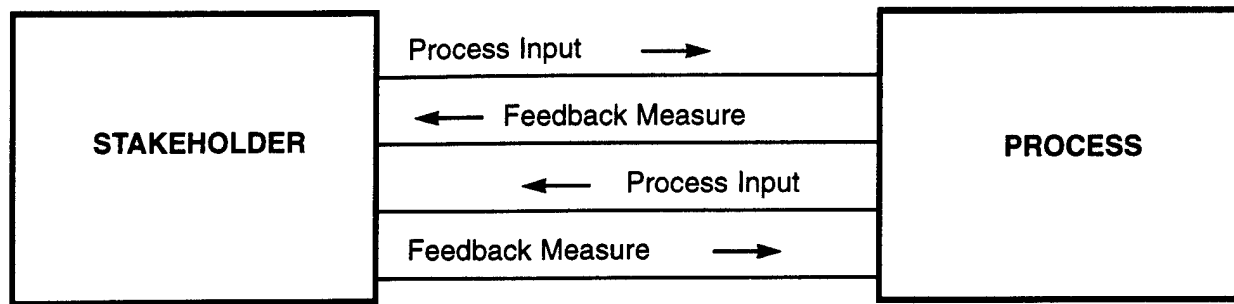 Process Input
Feedback Measure
STAKEHOLDER
PROCESS
Process Input
Feedback Measure